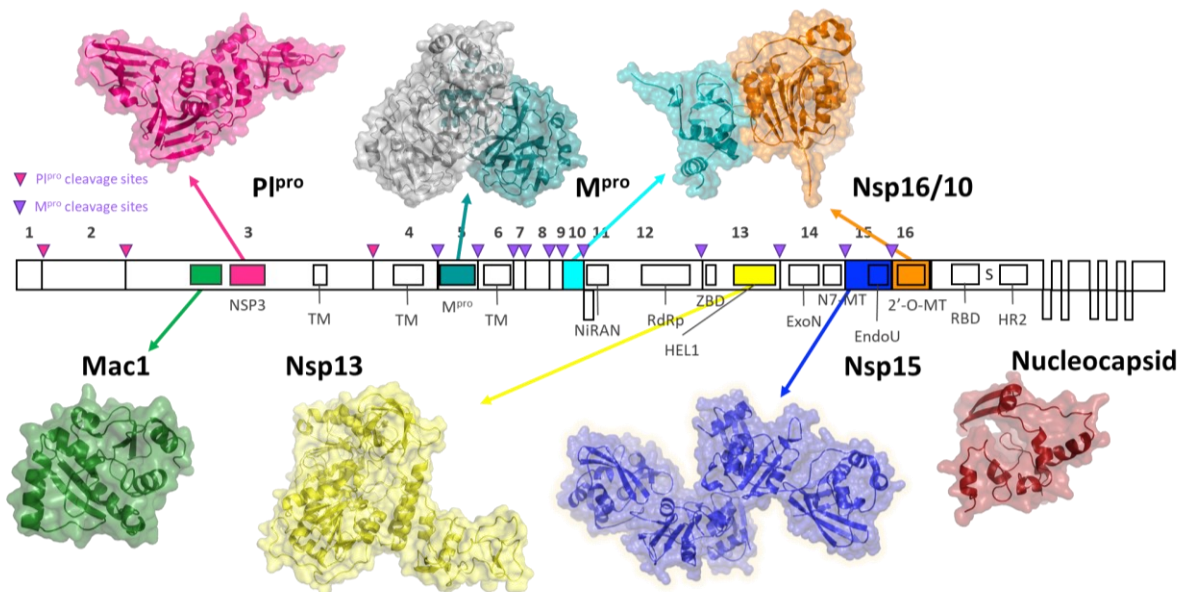 Plᵖʳᵒ
Mᵖʳᵒ
Nsp16/10
Plᵖʳᵒ cleavage sites
Mᵖʳᵒ cleavage sites
1 2 3 4 5 6 7 8 9 10 11 12 13 14 15 16
NSP3
TM
TM
Mᵖʳᵒ
TM
NiRAN
RdRp
ZBD
HEL1
ExoN
N7-MT
EndoU
2’-O-MT
RBD
S
HR2
Mac1
Nsp13
Nsp15
Nucleocapsid